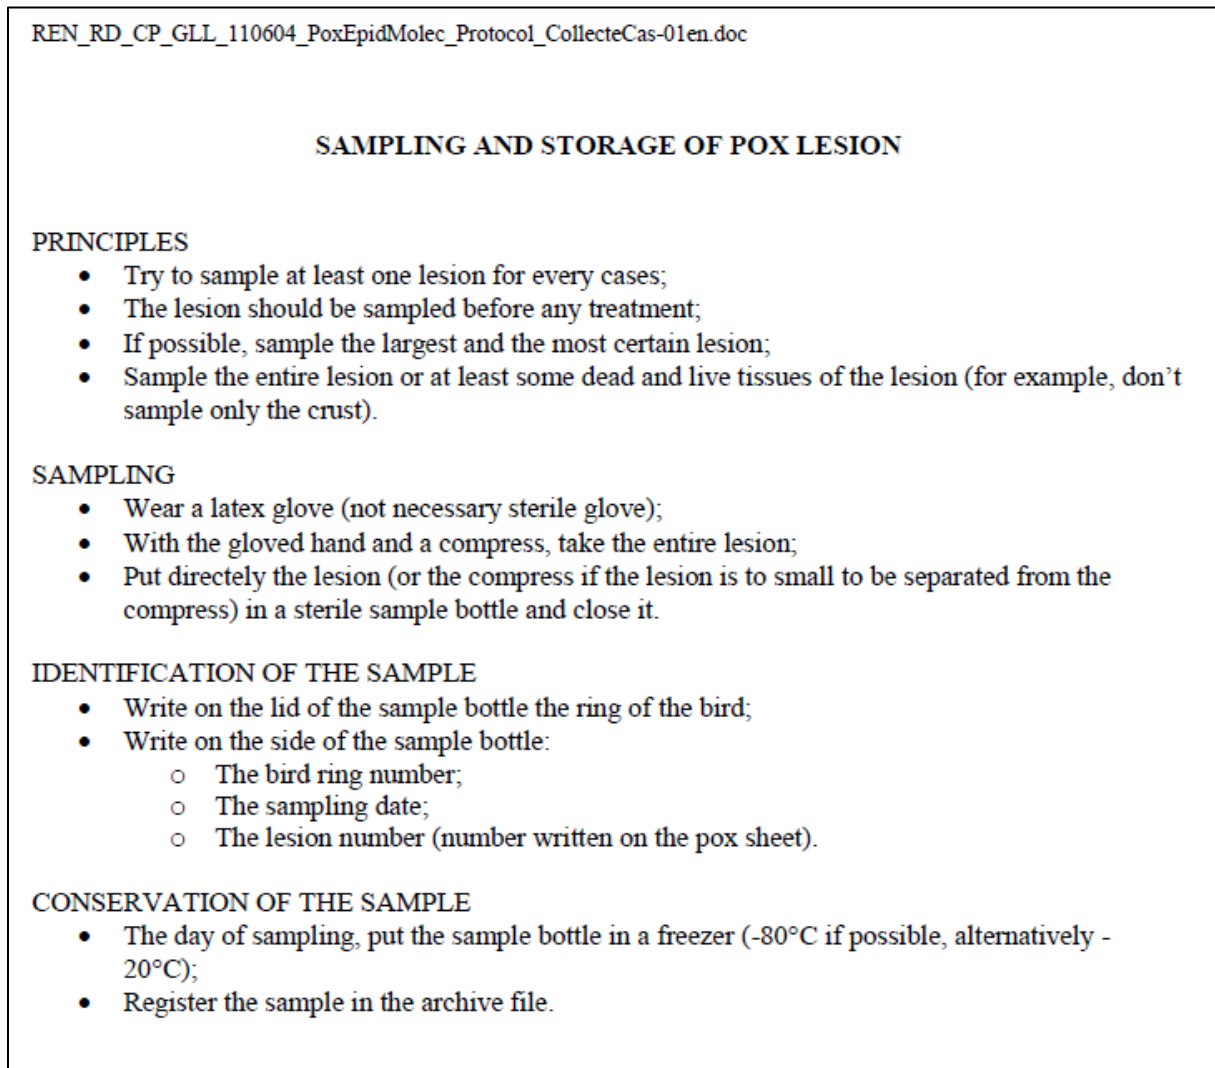 REN_RD_CP_GLL_110604_PoxEpidMolec_Protocol_CollecteCas-01en.doc
SAMPLING AND STORAGE OF POX LESION
PRINCIPLES
• Try to sample at least one lesion for every cases;
• The lesion should be sampled before any treatment;
• If possible, sample the largest and the most certain lesion;
• Sample the entire lesion or at least some dead and live tissues of the lesion (for example, don't
sample only the crust).
SAMPLING
• Wear a latex glove (not necessary sterile glove);
• With the gloved hand and a compress, take the entire lesion;
• Put directely the lesion (or the compress if the lesion is to small to be separated from the
compress) in a sterile sample bottle and close it.
IDENTIFICATION OF THE SAMPLE
• Write on the lid of the sample bottle the ring of the bird;
• Write on the side of the sample bottle:
o The bird ring number;
o The sampling date;
o The lesion number (number written on the pox sheet).
CONSERVATION OF THE SAMPLE
• The day of sampling, put the sample bottle in a freezer (-80°C if possible, alternatively -
20°C);
• Register the sample in the archive file.